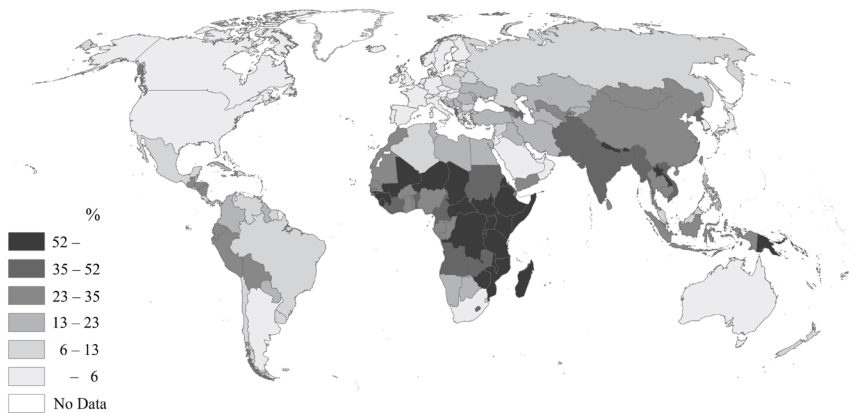 %
52 –
35 – 52
23 – 35
13 – 23
6 – 13
– 6
No Data